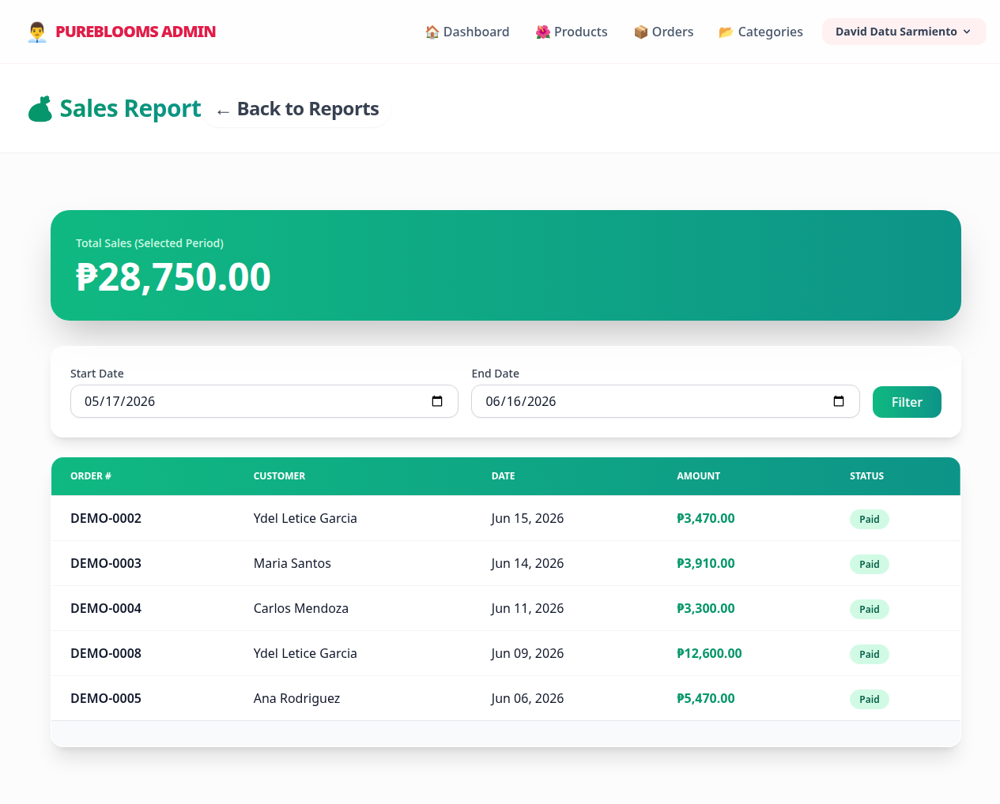 PUREBLOOMS ADMIN
Dashboard
Products
Orders
Categories
David Datu Sarmiento
Sales Report
← Back to Reports
Total Sales (Selected Period)
₱28,750.00
Start Date
End Date
05/17/2026
06/16/2026
Filter
ORDER # CUSTOMER DATE AMOUNT STATUS
DEMO-0002 Ydel Letice Garcia Jun 15, 2026 ₱3,470.00 Paid
DEMO-0003 Maria Santos Jun 14, 2026 ₱3,910.00 Paid
DEMO-0004 Carlos Mendoza Jun 11, 2026 ₱3,300.00 Paid
DEMO-0008 Ydel Letice Garcia Jun 09, 2026 ₱12,600.00 Paid
DEMO-0005 Ana Rodriguez Jun 06, 2026 ₱5,470.00 Paid